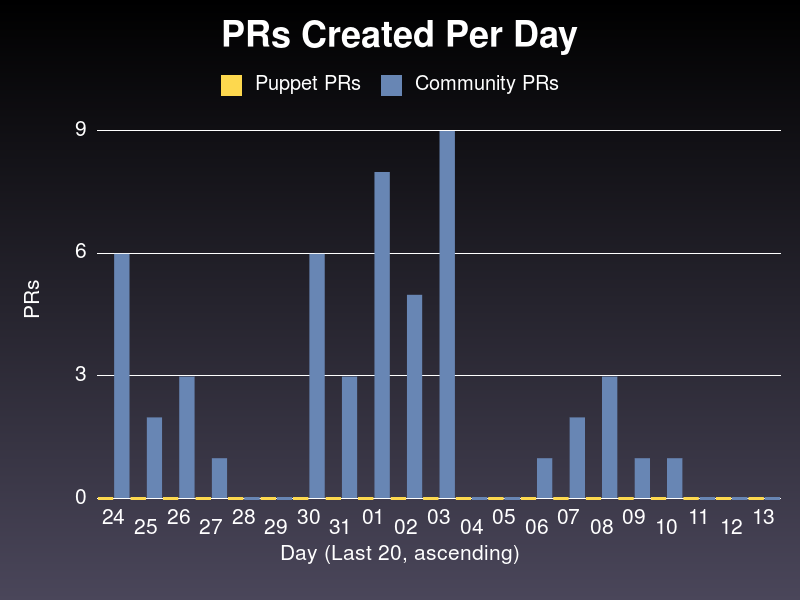 PRs Created Per Day
Puppet PRs Community PRs
9
6
3
0
PRs
24 25 26 27 28 29 30 31 01 02 03 04 05 06 07 08 09 10 11 12 13
Day (Last 20, ascending)